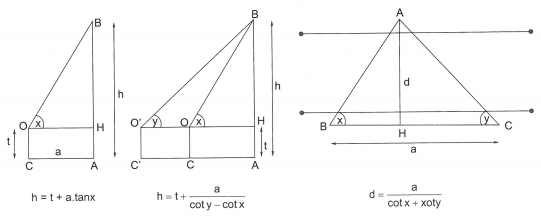 B
O x H
t h
a
C A
h = t + a.tanx
B
O' y O x H
h
t
C' C A
h = t + a / cot y – cot x
A
d
B x H y C
a
d = a / cot x + xoty